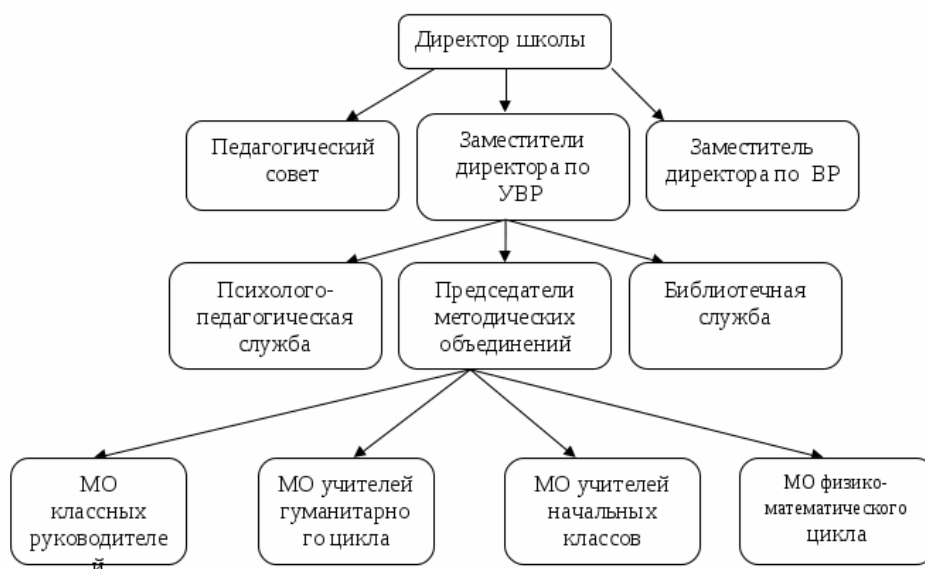 Директор школы
Педагогический
совет
Заместители
директора по
УВР
Заместитель
директора по ВР
Психолого-
педагогическая
служба
Председатели
методических
объединений
Библиотечная
служба
МО
классных
руководителе
й
МО учителей
гуманитарно
го цикла
МО учителей
начальных
классов
МО физико-
математического
цикла